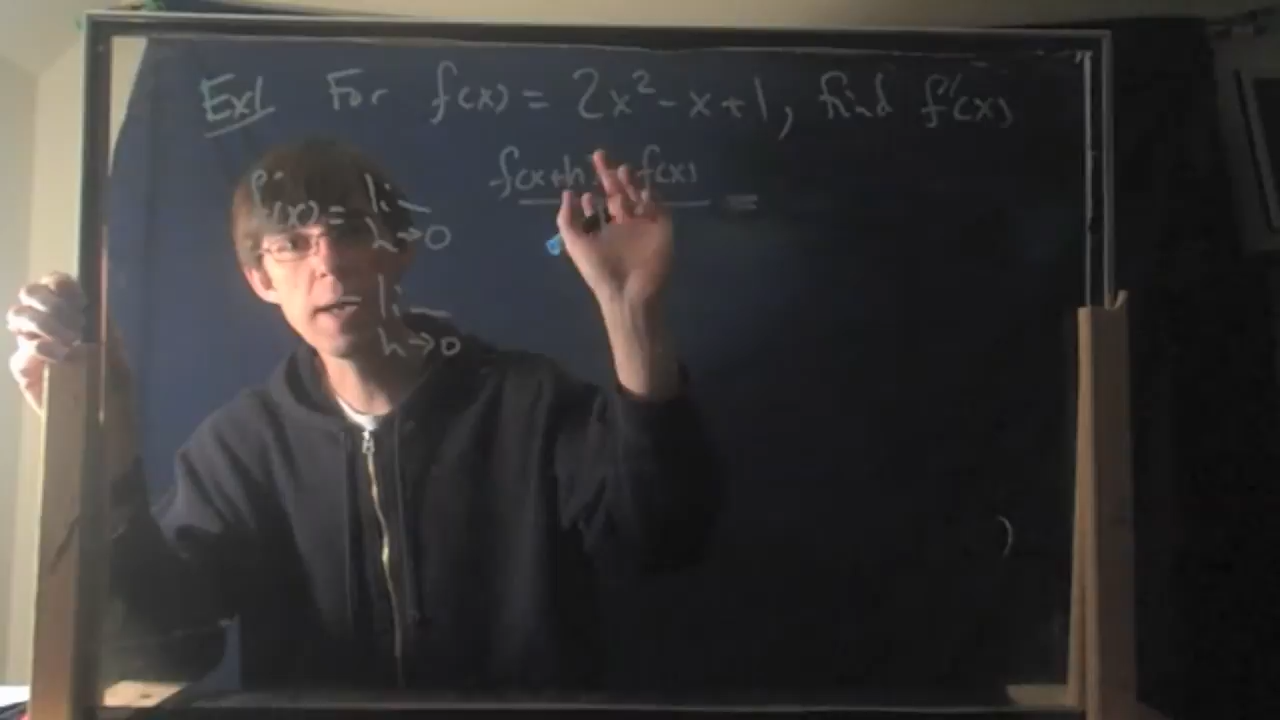 Ex1 For f(x) = 2x² - x + 1, find f'(x)
f(x+h) - f(x)
f'(x) = lim =
h→0
= lim
h→0